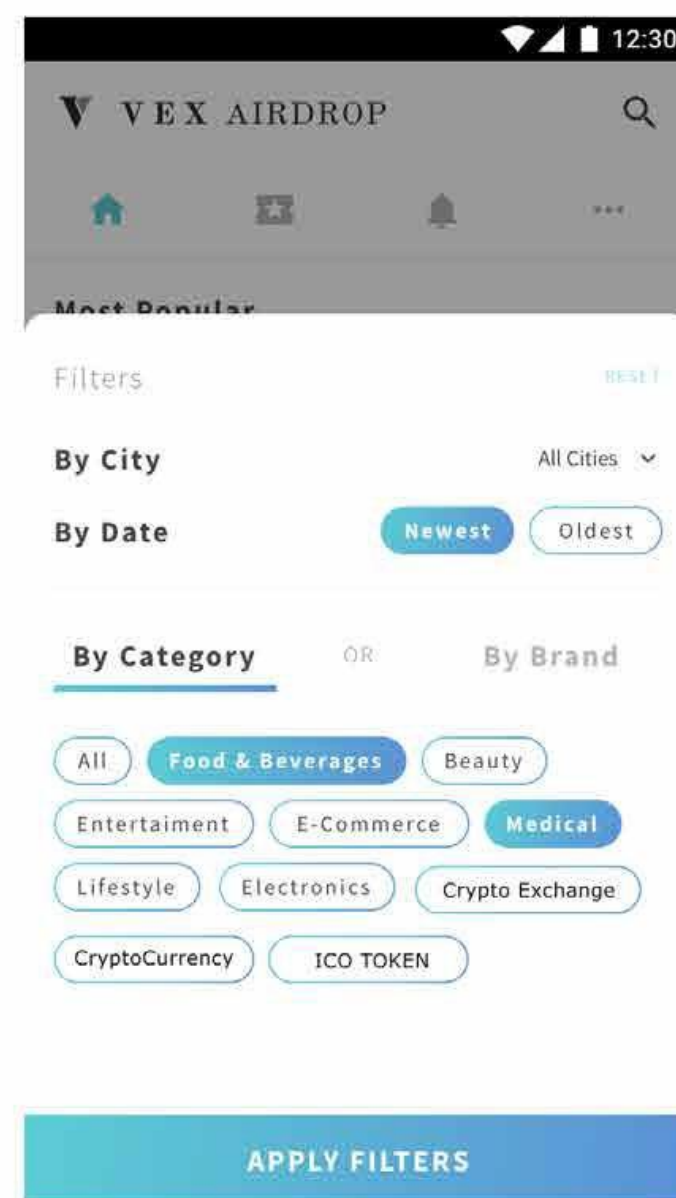 12:30
VEX AIRDROP
Most Popular
Filters RESET
By City All Cities
By Date Newest Oldest
By Category OR By Brand
All Food & Beverages Beauty
Entertaiment E-Commerce Medical
Lifestyle Electronics Crypto Exchange
CryptoCurrency ICO TOKEN
APPLY FILTERS